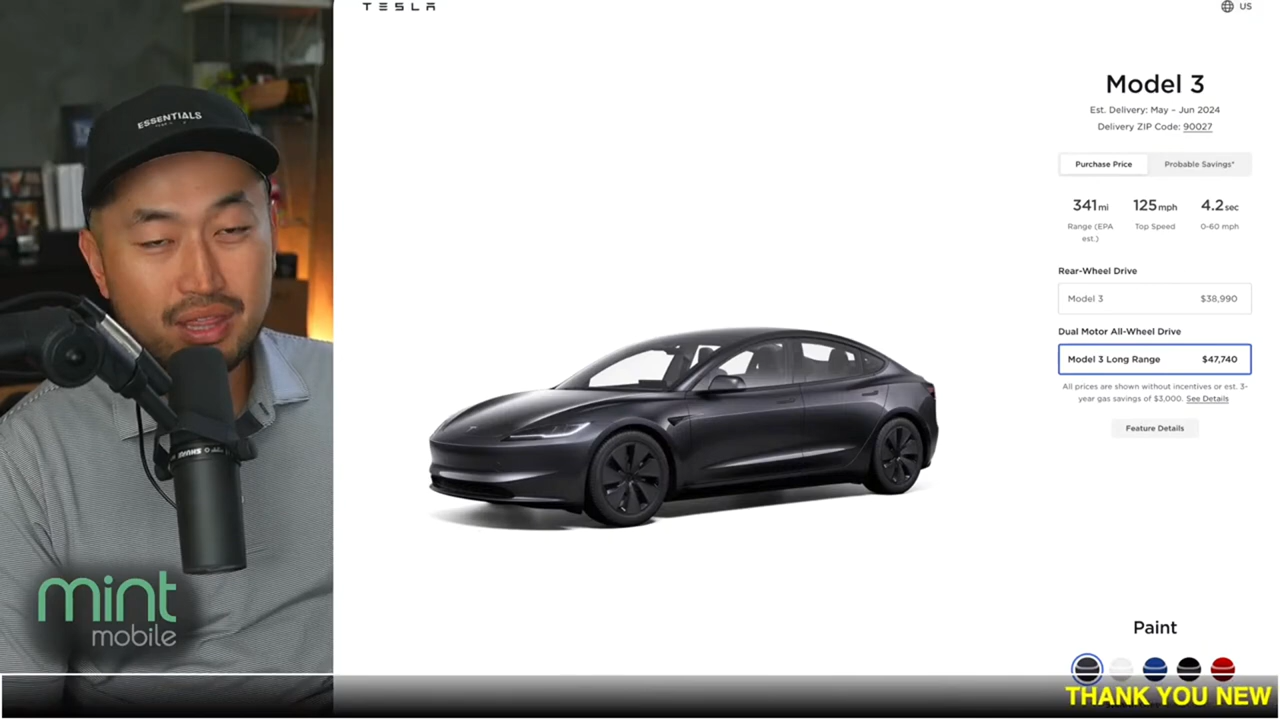 TESLA
US
Model 3
Est. Delivery: May – Jun 2024
Delivery ZIP Code: 90027
Purchase Price
Probable Savings*
341mi
125mph
4.2sec
Range (EPA est.)
Top Speed
0-60 mph
Rear-Wheel Drive
Model 3 $38,990
Dual Motor All-Wheel Drive
Model 3 Long Range $47,740
All prices are shown without incentives or est. 3-
year gas savings of $3,000. See Details
Feature Details
Paint
ESSENTIALS
SHURE
mint
mobile
THANK YOU NEW